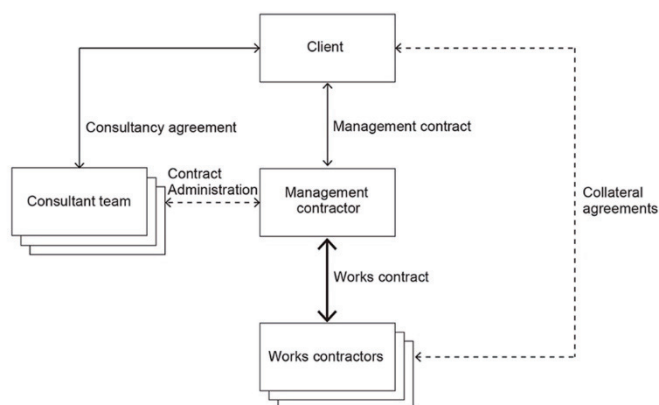 Client
Consultancy agreement
Management contract
Contract
Administration
Consultant team
Management
contractor
Collateral
agreements
Works contract
Works contractors